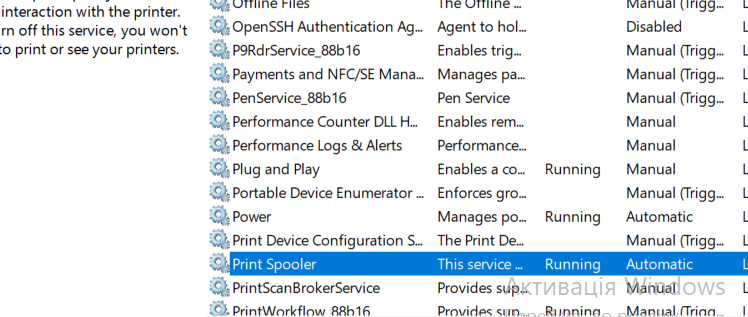 interaction with the printer.
rn off this service, you won't
to print or see your printers.
Offline Files The Offline ... Manual (Trigg...
OpenSSH Authentication Ag... Agent to hol... Disabled
P9RdrService_88b16 Enables trig... Manual (Trigg...
Payments and NFC/SE Mana... Manages pa... Manual (Trigg...
PenService_88b16 Pen Service Manual (Trigg...
Performance Counter DLL H... Enables rem... Manual
Performance Logs & Alerts Performance... Manual
Plug and Play Enables a co... Running Manual
Portable Device Enumerator ... Enforces gro... Manual (Trigg...
Power Manages po... Running Automatic
Print Device Configuration S... The Print De... Manual (Trigg...
Print Spooler This service ... Running Automatic
PrintScanBrokerService Provides sup... Manual
PrintWorkflow_88b16 Provides sup... Manual (Trigg...
Активація Windows